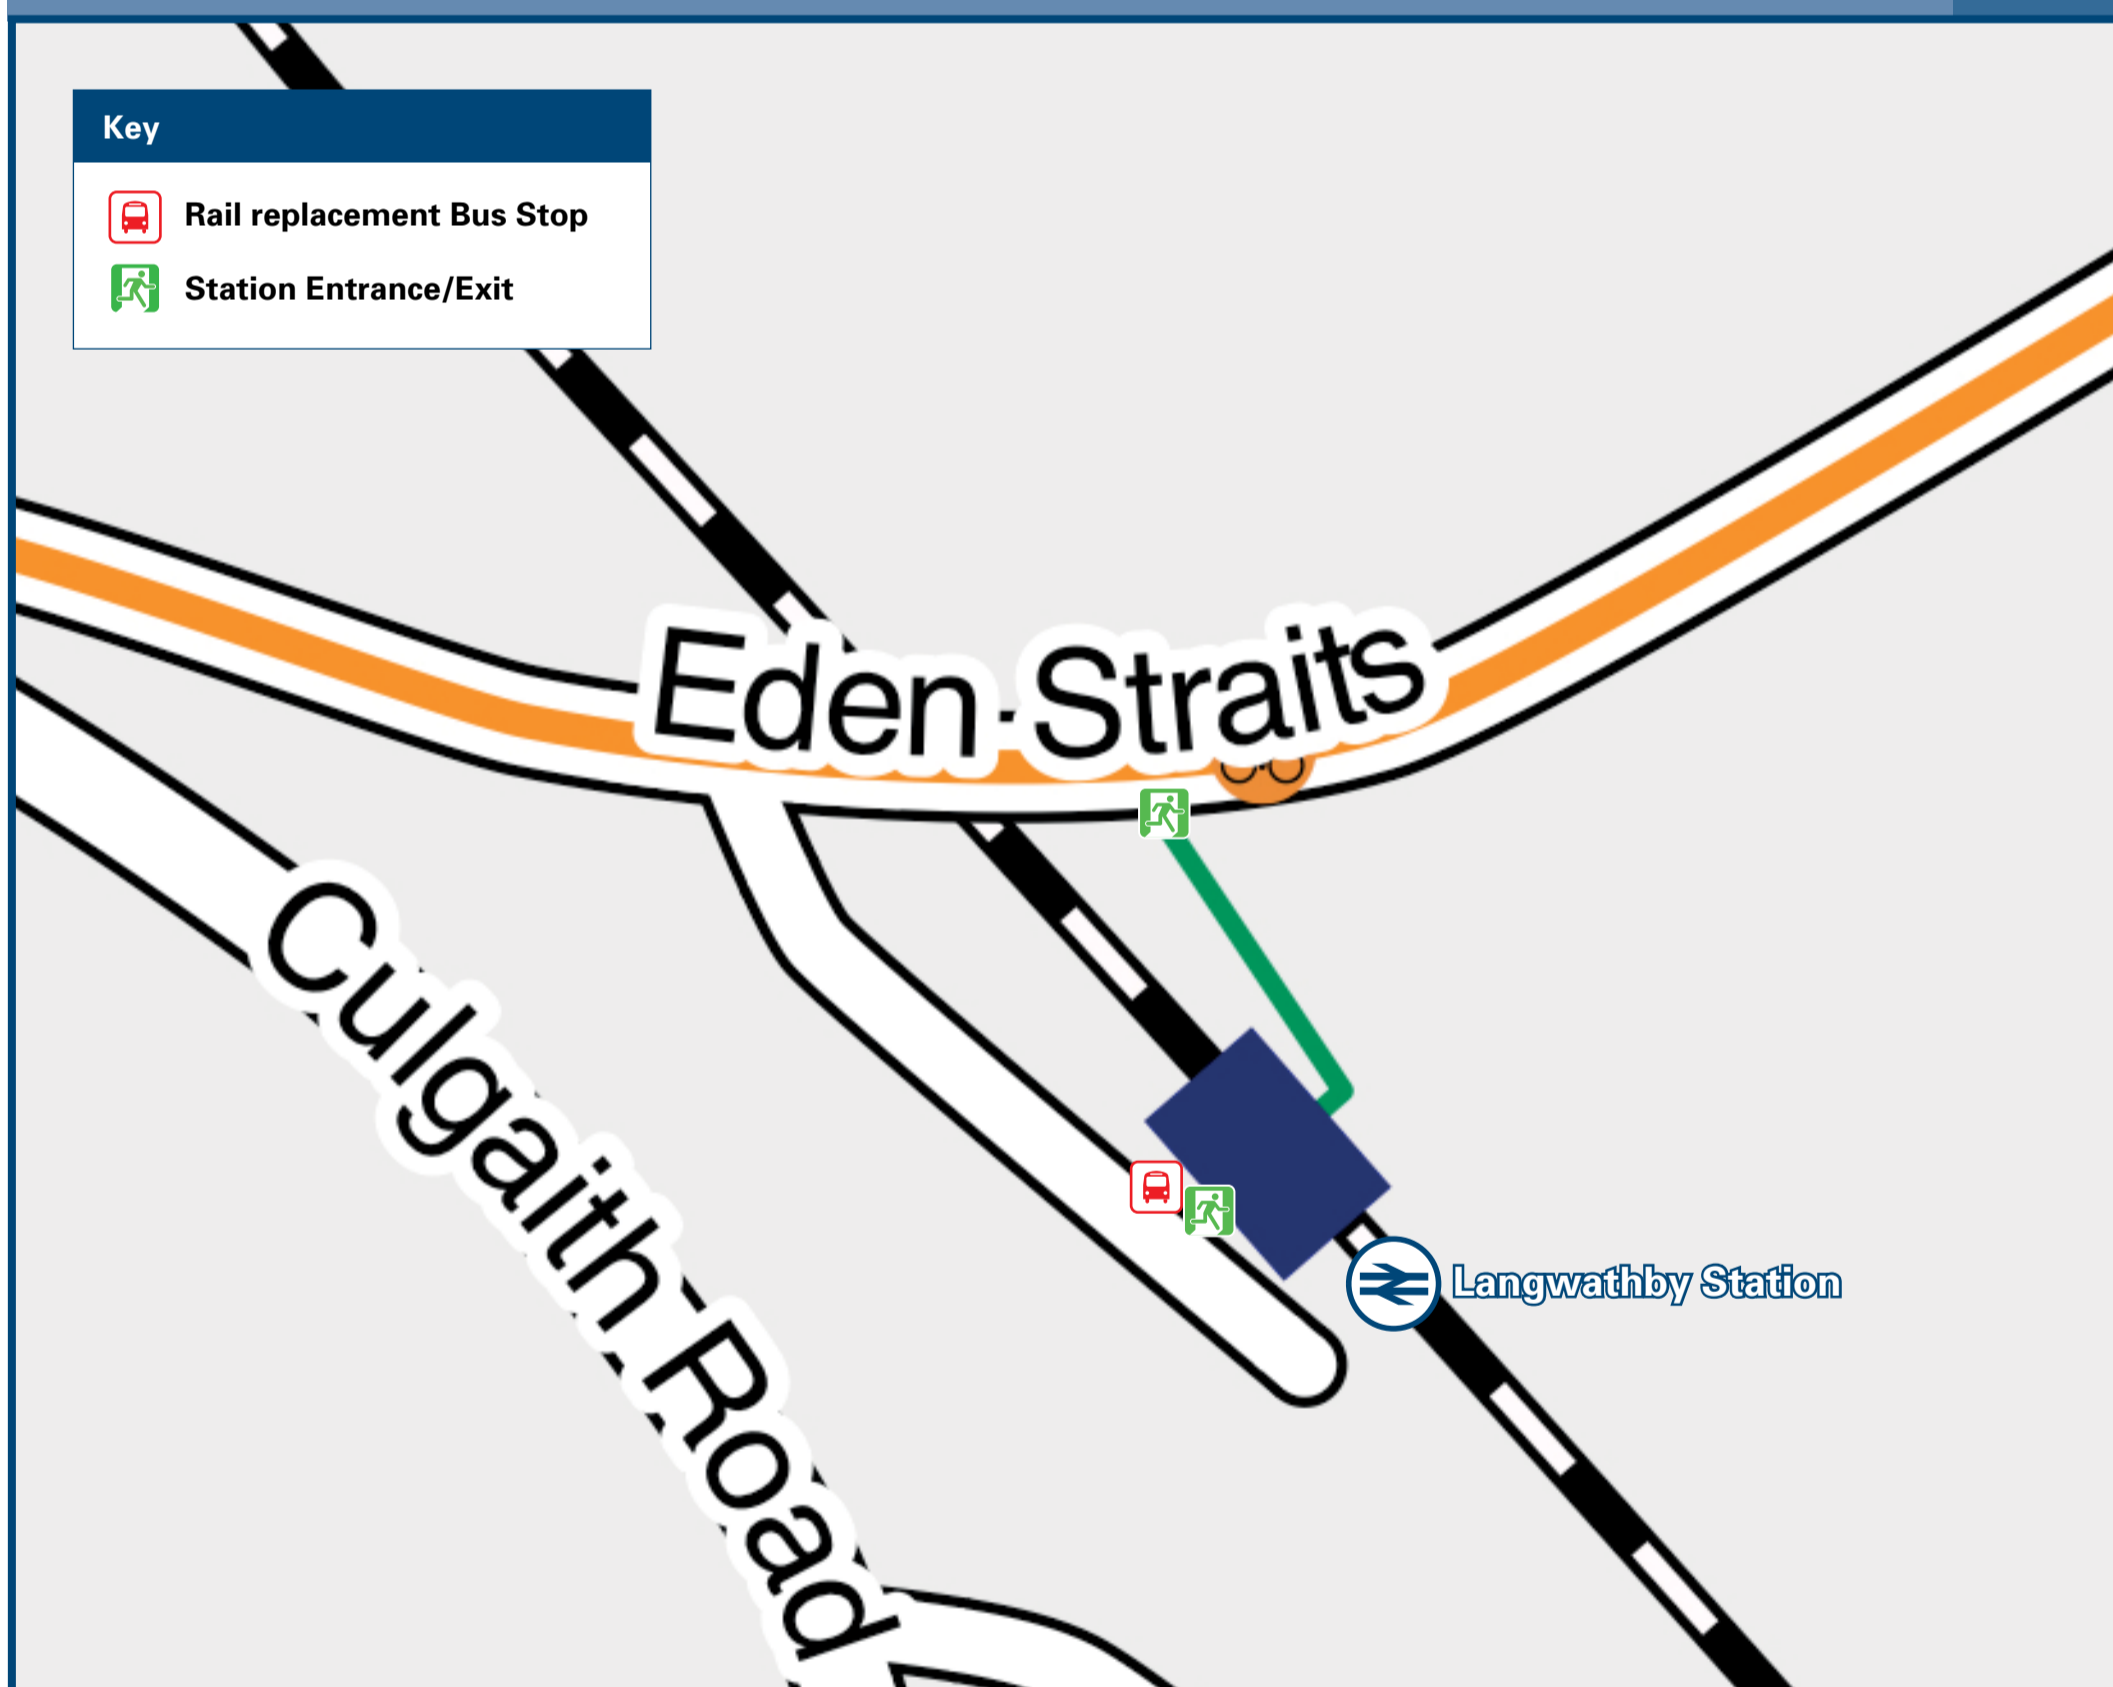 Key
Rail replacement Bus Stop
Station Entrance/Exit
Eden Straits
Culgaith Road
Langwathby Station